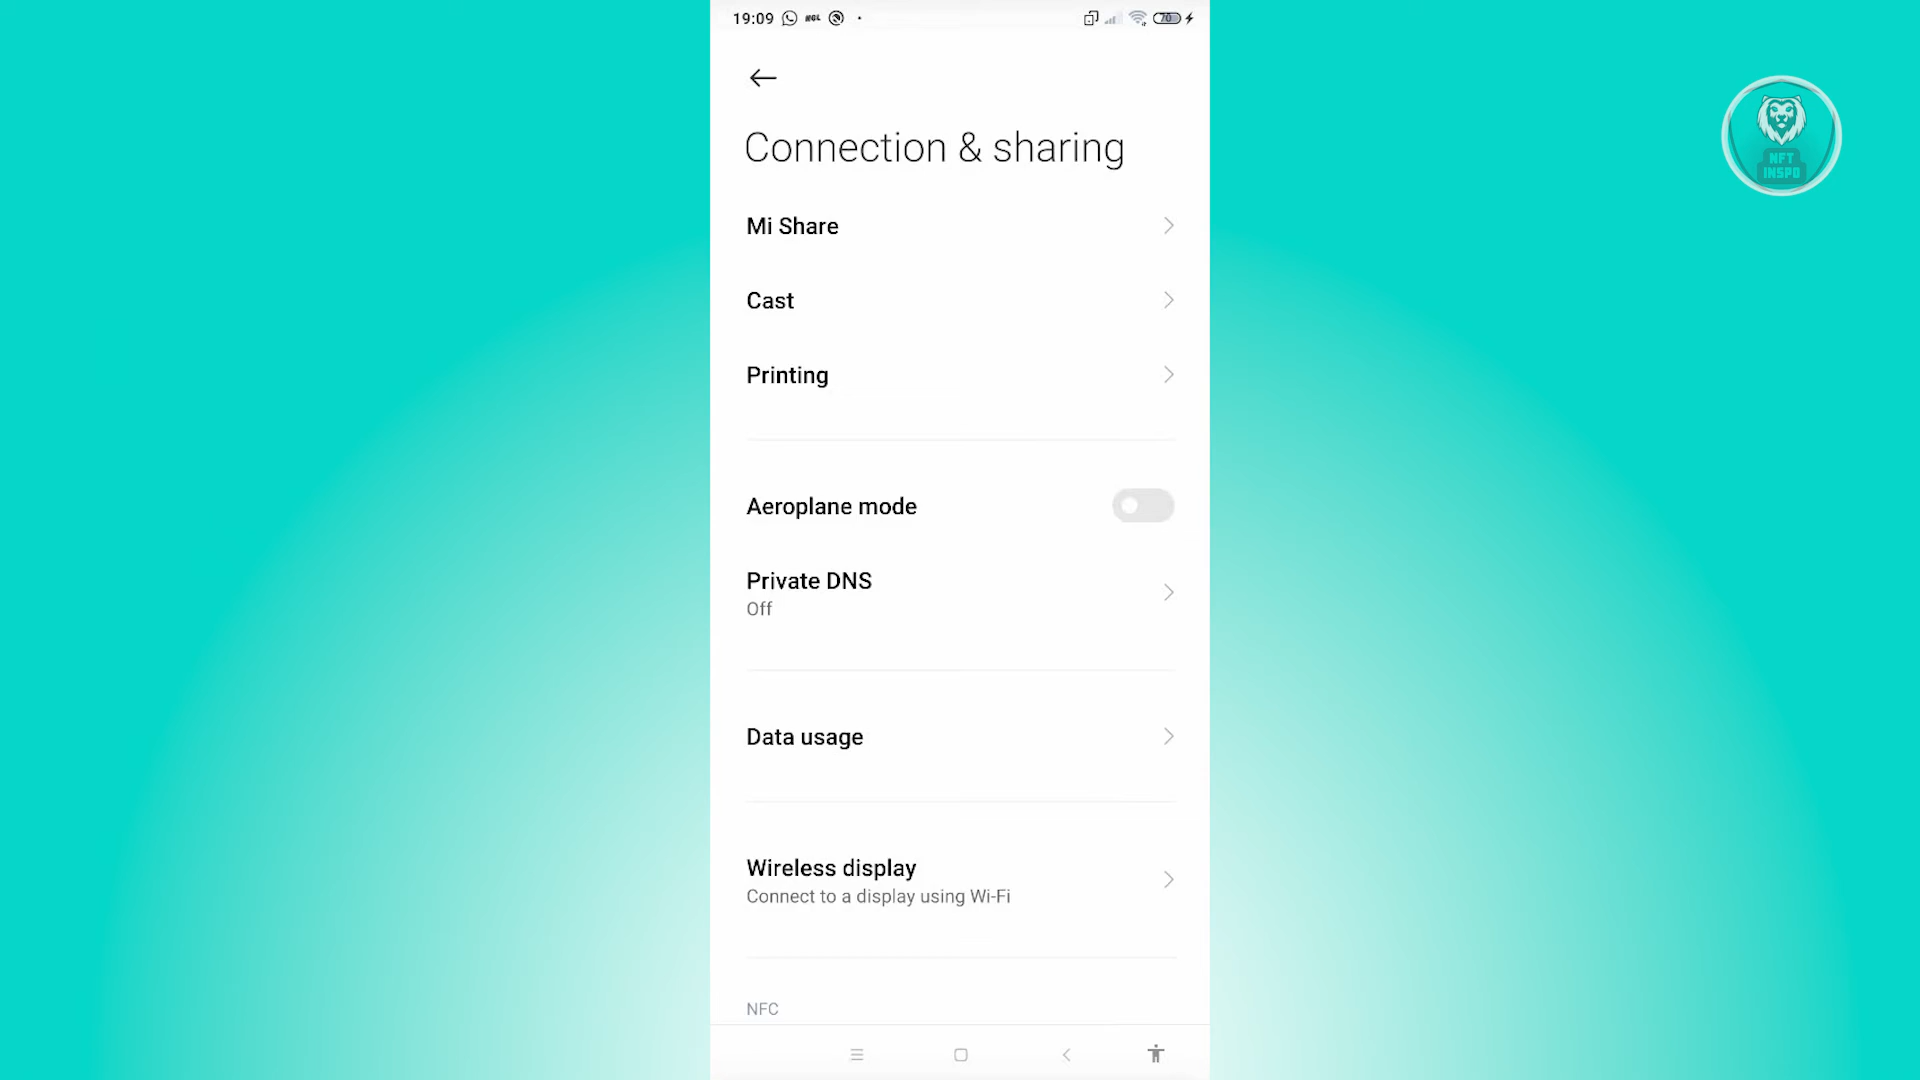 19:09
70
Connection & sharing
Mi Share
Cast
Printing
Aeroplane mode
Private DNS
Off
Data usage
Wireless display
Connect to a display using Wi-Fi
NFC
NFT
INSPO